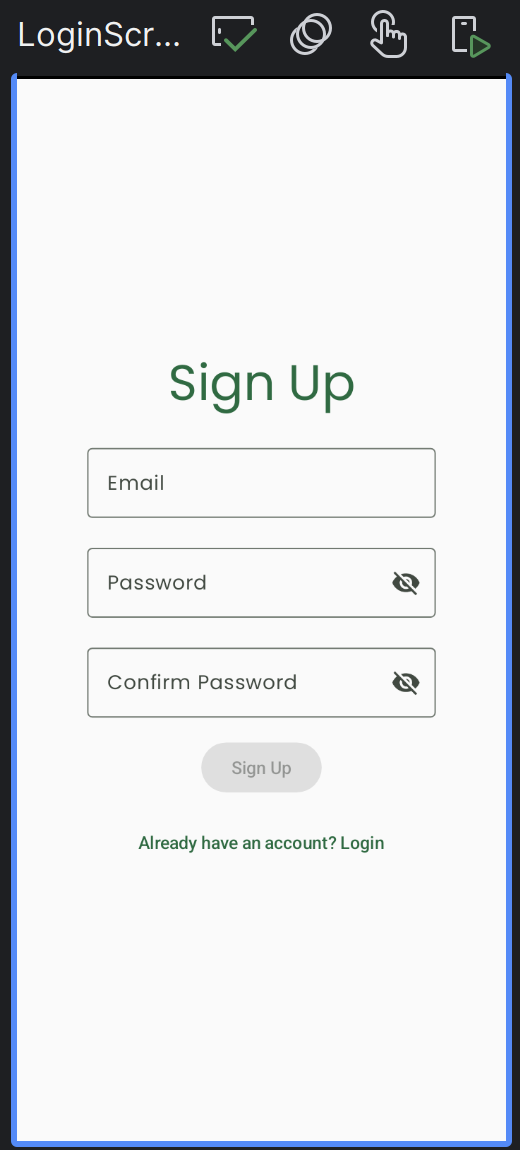 LoginScr...
Sign Up
Email
Password
Confirm Password
Sign Up
Already have an account? Login